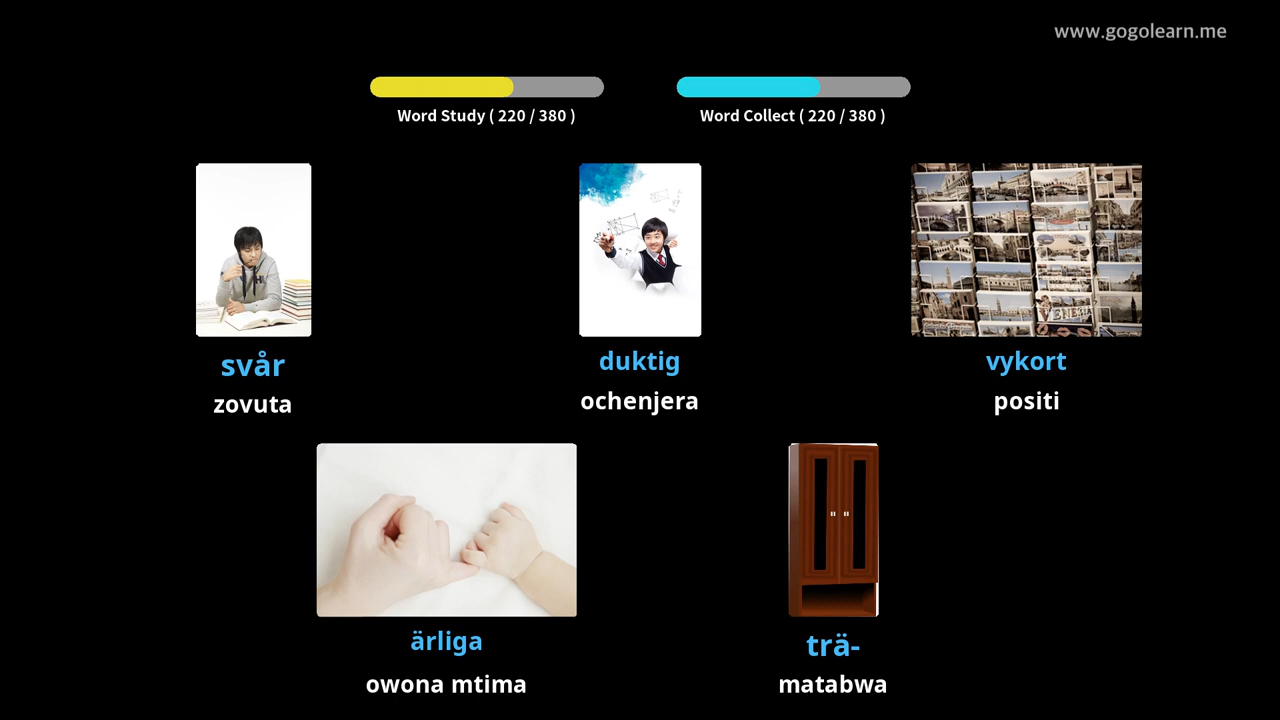 www.gogolearn.me
Word Study ( 220 / 380 )
Word Collect ( 220 / 380 )
svår
duktig
vykort
zovuta
ochenjera
positi
VENEZIA
ärliga
trä-
owona mtima
matabwa